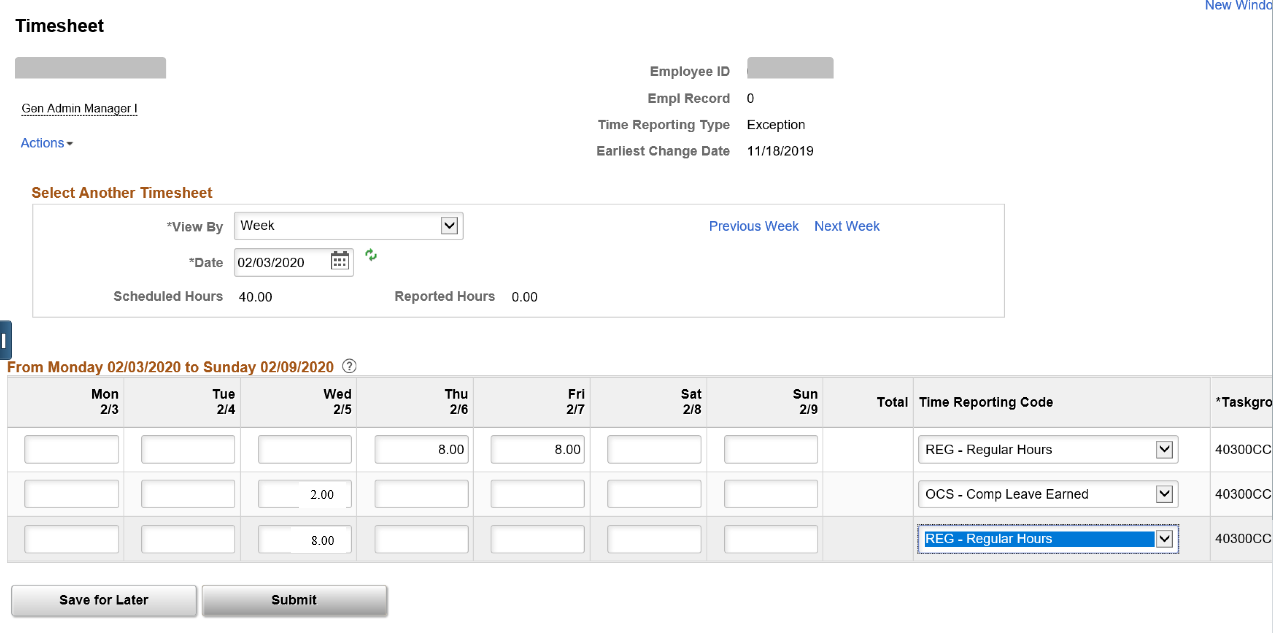 New Windo
Timesheet
Employee ID
Gen Admin Manager I
Empl Record 0
Time Reporting Type Exception
Actions
Earliest Change Date 11/18/2019
Select Another Timesheet
*View By Week Previous Week Next Week
*Date 02/03/2020
Scheduled Hours 40.00 Reported Hours 0.00
From Monday 02/03/2020 to Sunday 02/09/2020 ?
Mon 2/3 Tue 2/4 Wed 2/5 Thu 2/6 Fri 2/7 Sat 2/8 Sun 2/9 Total Time Reporting Code *Taskgro
8.00 8.00 REG - Regular Hours 40300CC
2.00 OCS - Comp Leave Earned 40300CC
8.00 REG - Regular Hours 40300CC
Save for Later Submit